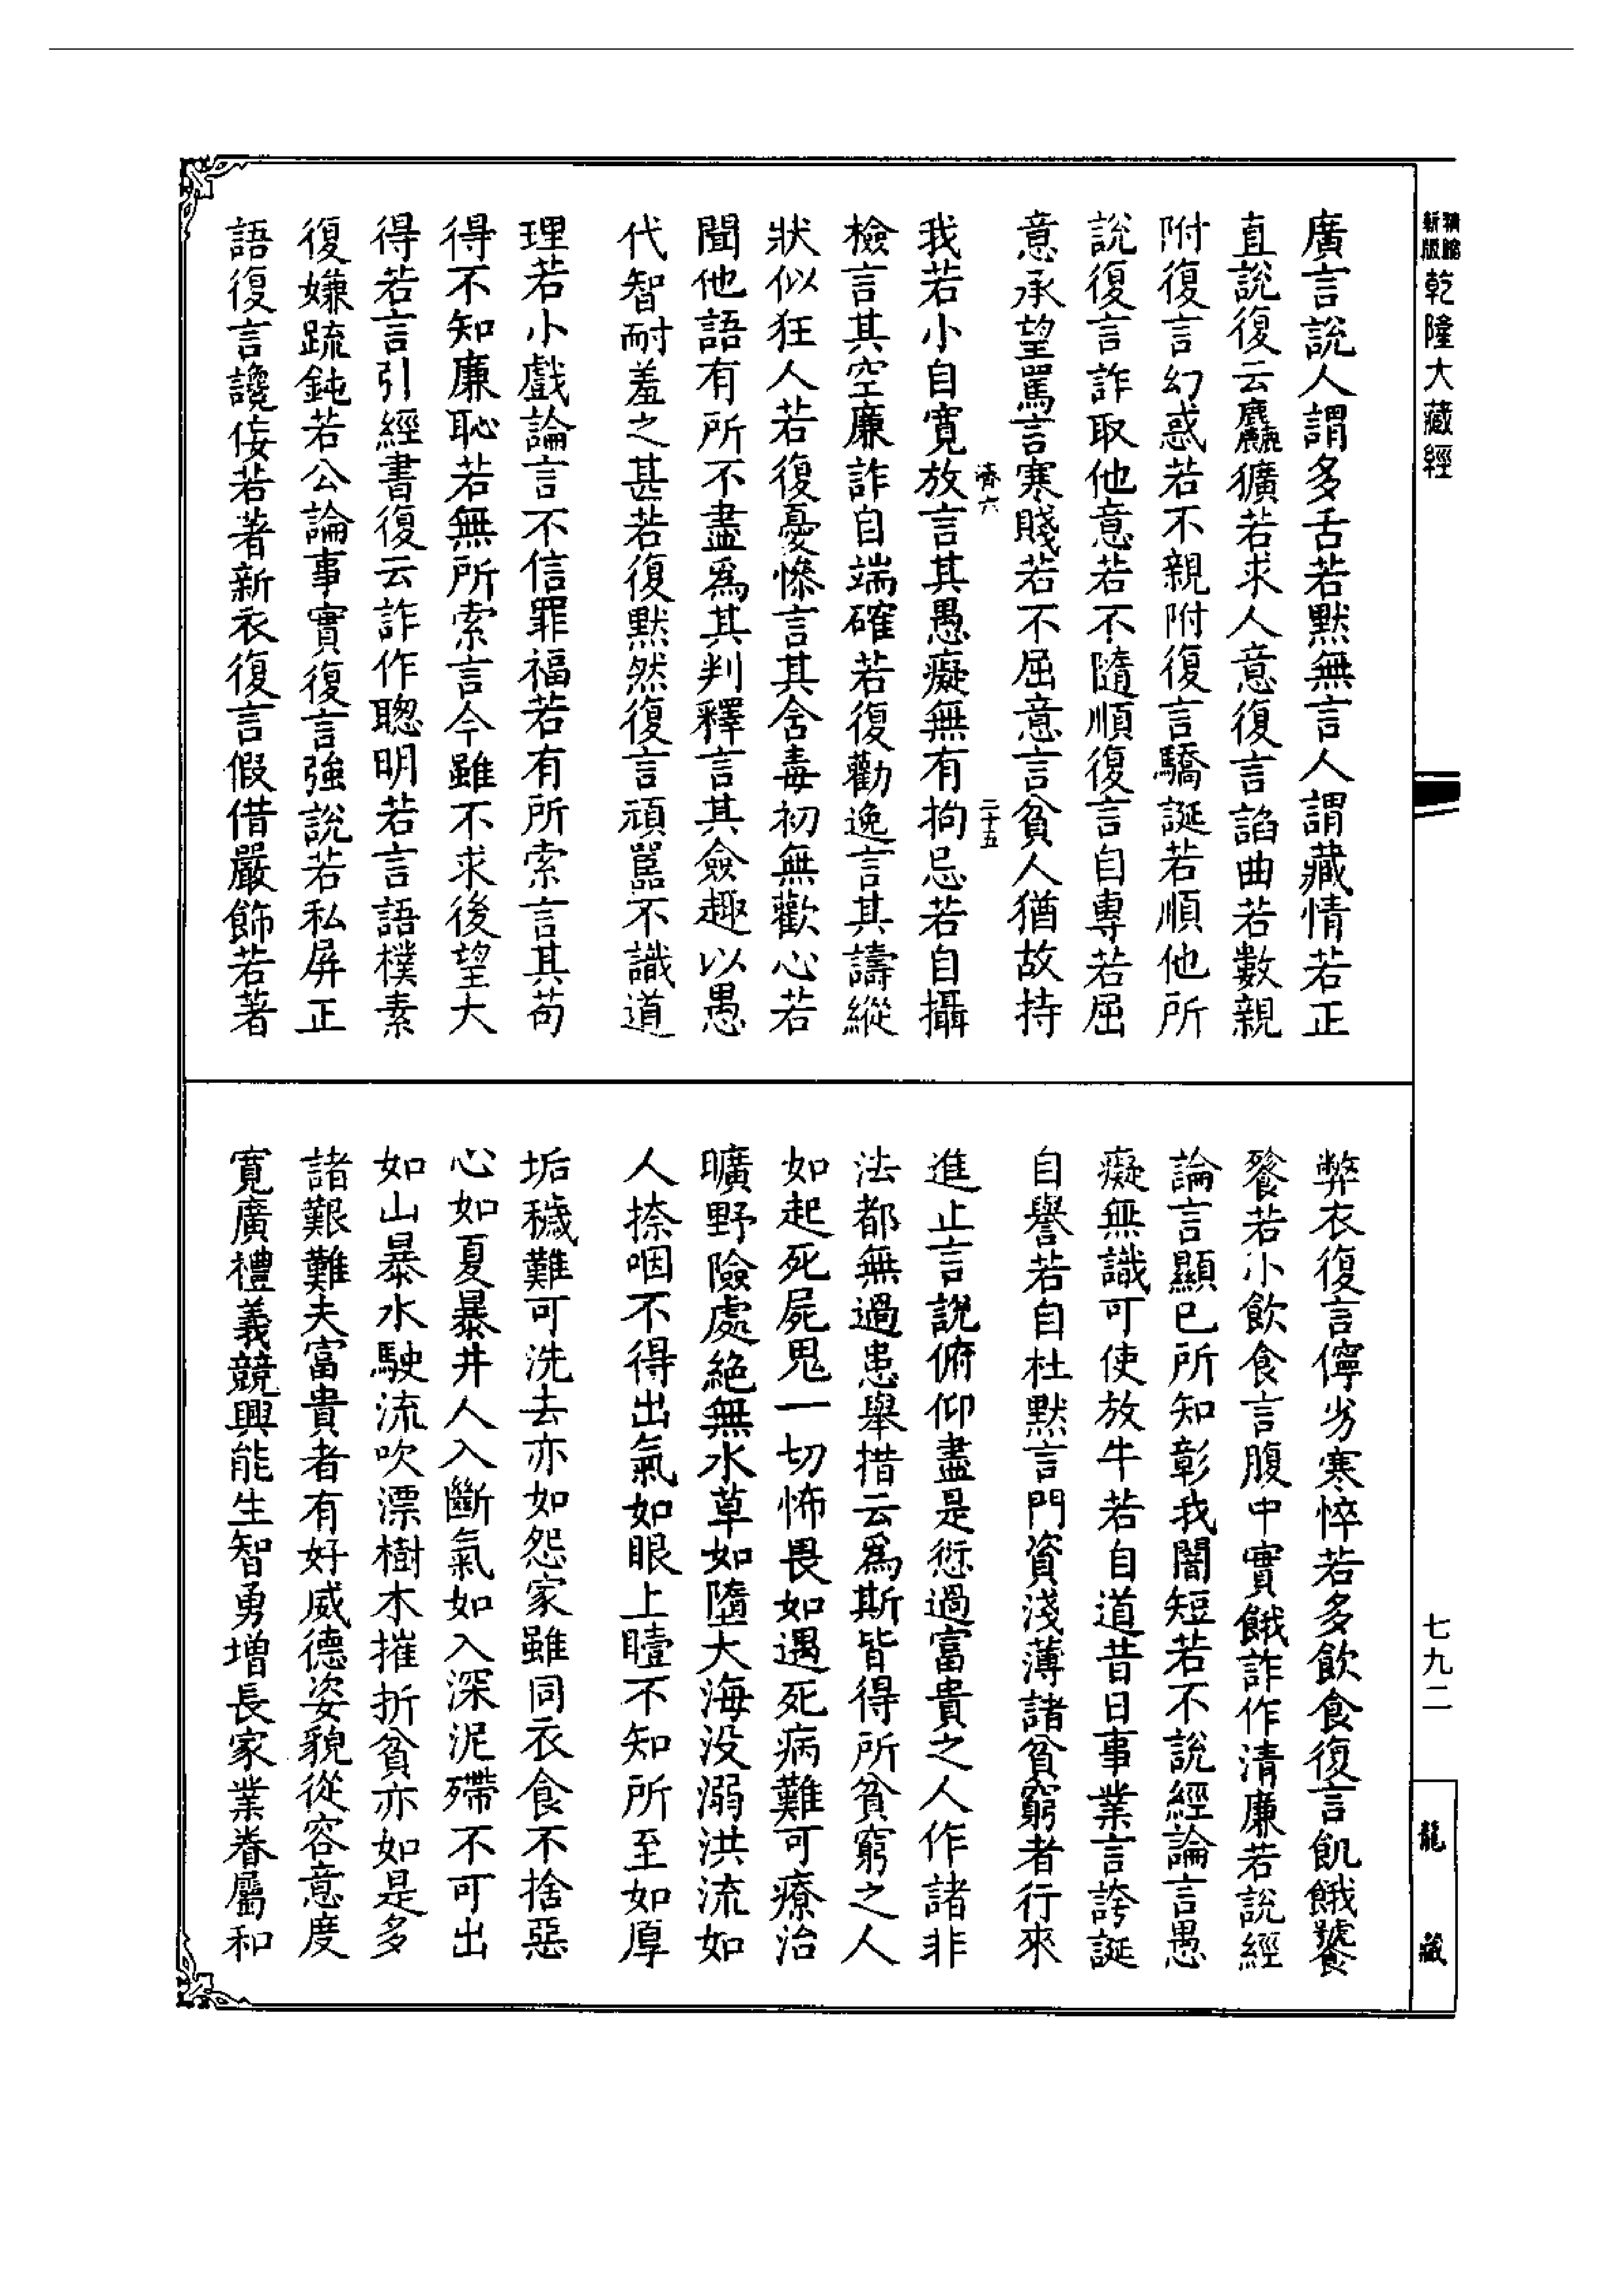 乾隆大藏經
廣言說人謂多舌若默無言人謂藏情若正
直說復云麤獷若求人意復言諂曲若數親
附復言幻惑若不親附復言驕誕若順他所
說復言詐取他意若不隨順復言自專若屈
意承望罵言寒賤若不屈意言貧人猶故持
濟六
二十五
我若小自寬放言其愚癡無有拘忌若自攝
檢言其空廉詐自端確若復歡逸言其譸縱
狀似狂人若復憂慘言其含毒初無歡心若
聞他語有所不盡爲其判釋言其僉趣以愚
代智耐羞之甚若復默然復言頑嚚不識道
理若小戲論言不信罪福若有所索言其苟
得不知廉恥若無所索言今雖不求後望大
得若言引經書復云詐作聰明若言語樸素
復嫌疏鈍若公論事實復言強說若私屏正
語復言讒佞若著新衣復言假借嚴飾若著
弊衣復言儜劣寒悴若多飲食復言飢餓饕
餮若小飲食言腹中實餓詐作清廉若說經
論言顯已所知彰我闇短若不說經論言愚
癡無識可使放牛若自道昔日事業言誇誕
自譽若自杜默言門資淺薄諸貧窮者行來
進止言說俯仰盡是愆過富貴之人作諸非
法都無過患舉措云爲斯皆得所貧窮之人
如起死屍鬼一切怖畏如遇死病難可療治
曠野險處絕無水草如墮大海没溺洪流如
人捺咽不得出氣如眼上瞖不知所至如厚
垢穢難可洗去亦如怨家雖同衣食不捨惡
心如夏暴井人入斷氣如入深泥殢不可出
如山暴水駛流吹漂樹木摧折貧亦如是多
諸艱難夫富貴者有好威德姿貌從容意度
寬廣禮義競興能生智勇增長家業眷屬和
七九二
龍藏